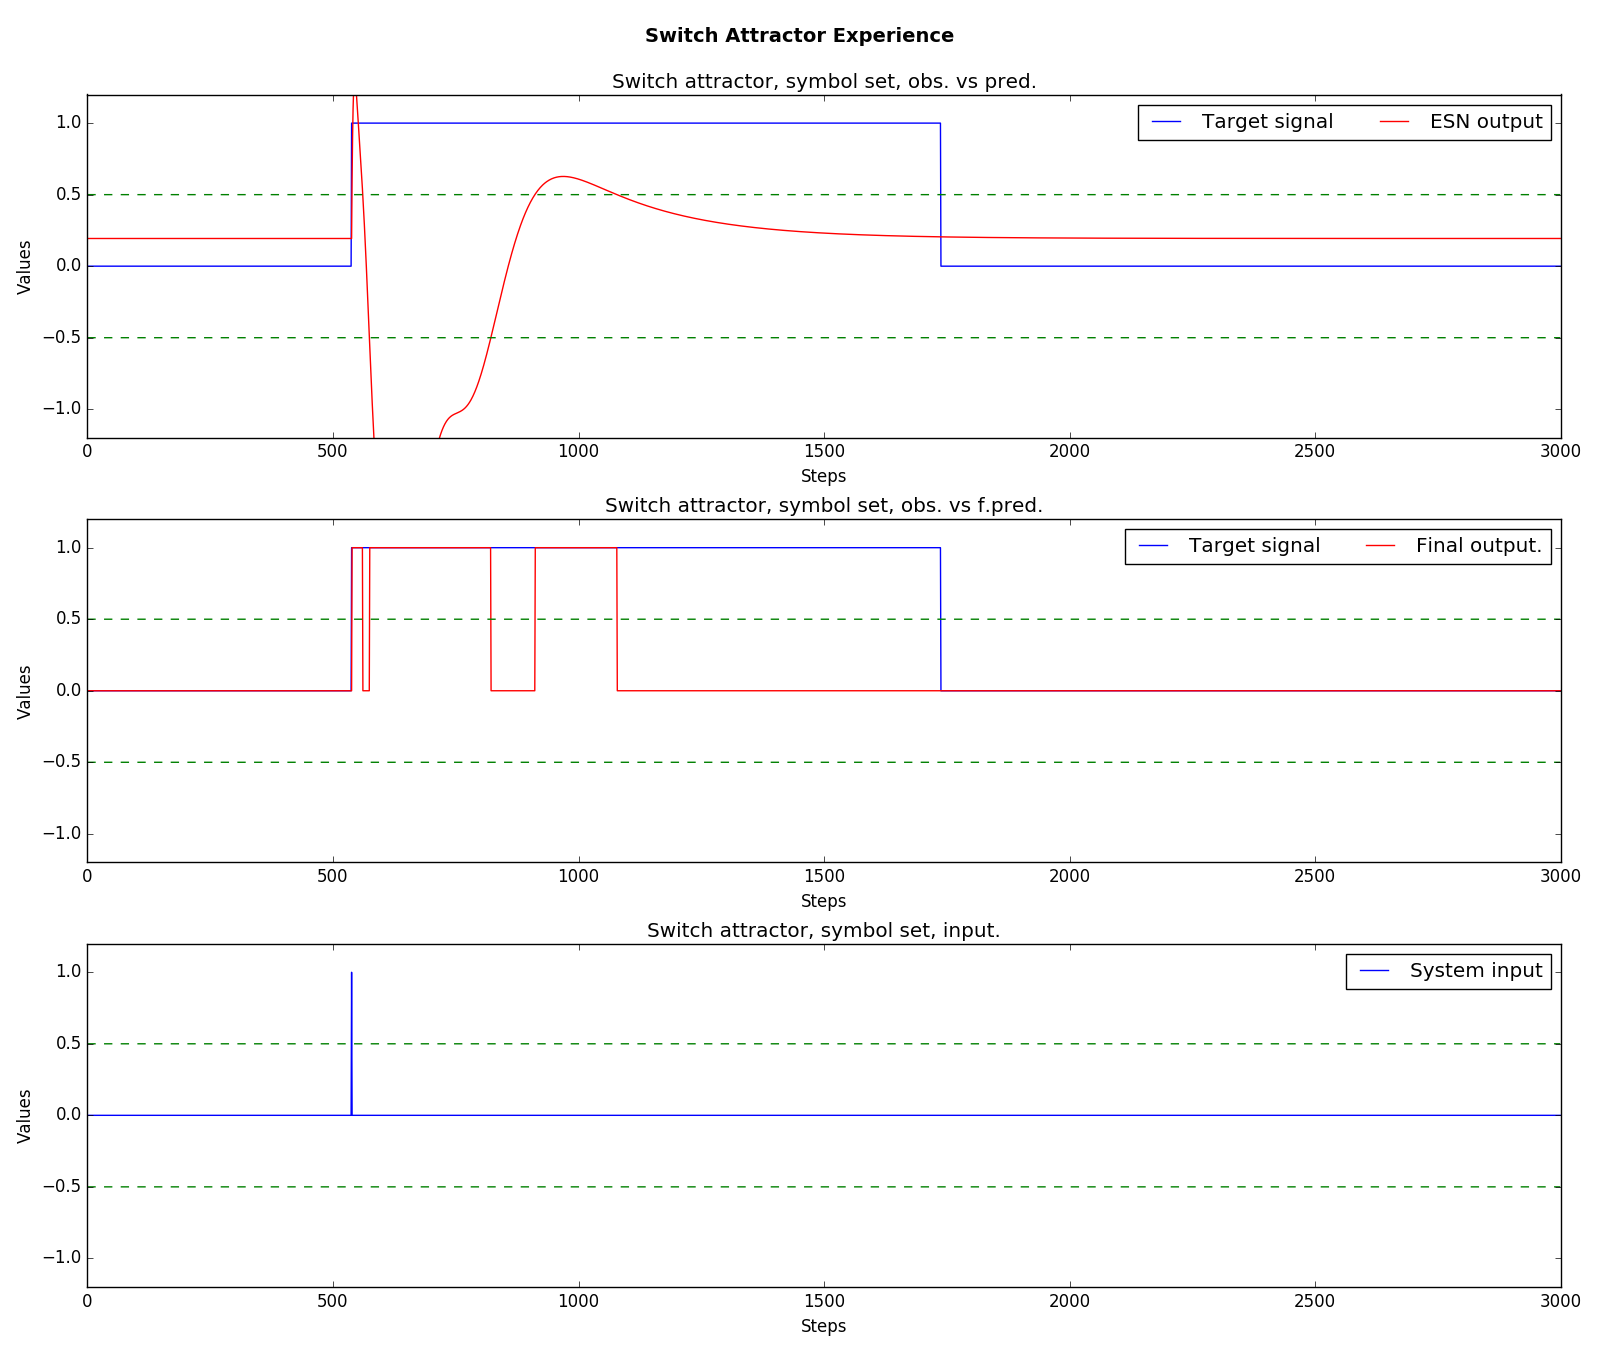 Switch Attractor Experience
Switch attractor, symbol set, obs. vs pred.
Target signal ESN output
1.0
0.5
0.0
−0.5
−1.0
Values
0 500 1000 1500 2000 2500 3000
Steps
Switch attractor, symbol set, obs. vs f.pred.
Target signal Final output.
1.0
0.5
0.0
−0.5
−1.0
Values
0 500 1000 1500 2000 2500 3000
Steps
Switch attractor, symbol set, input.
System input
1.0
0.5
0.0
−0.5
−1.0
Values
0 500 1000 1500 2000 2500 3000
Steps